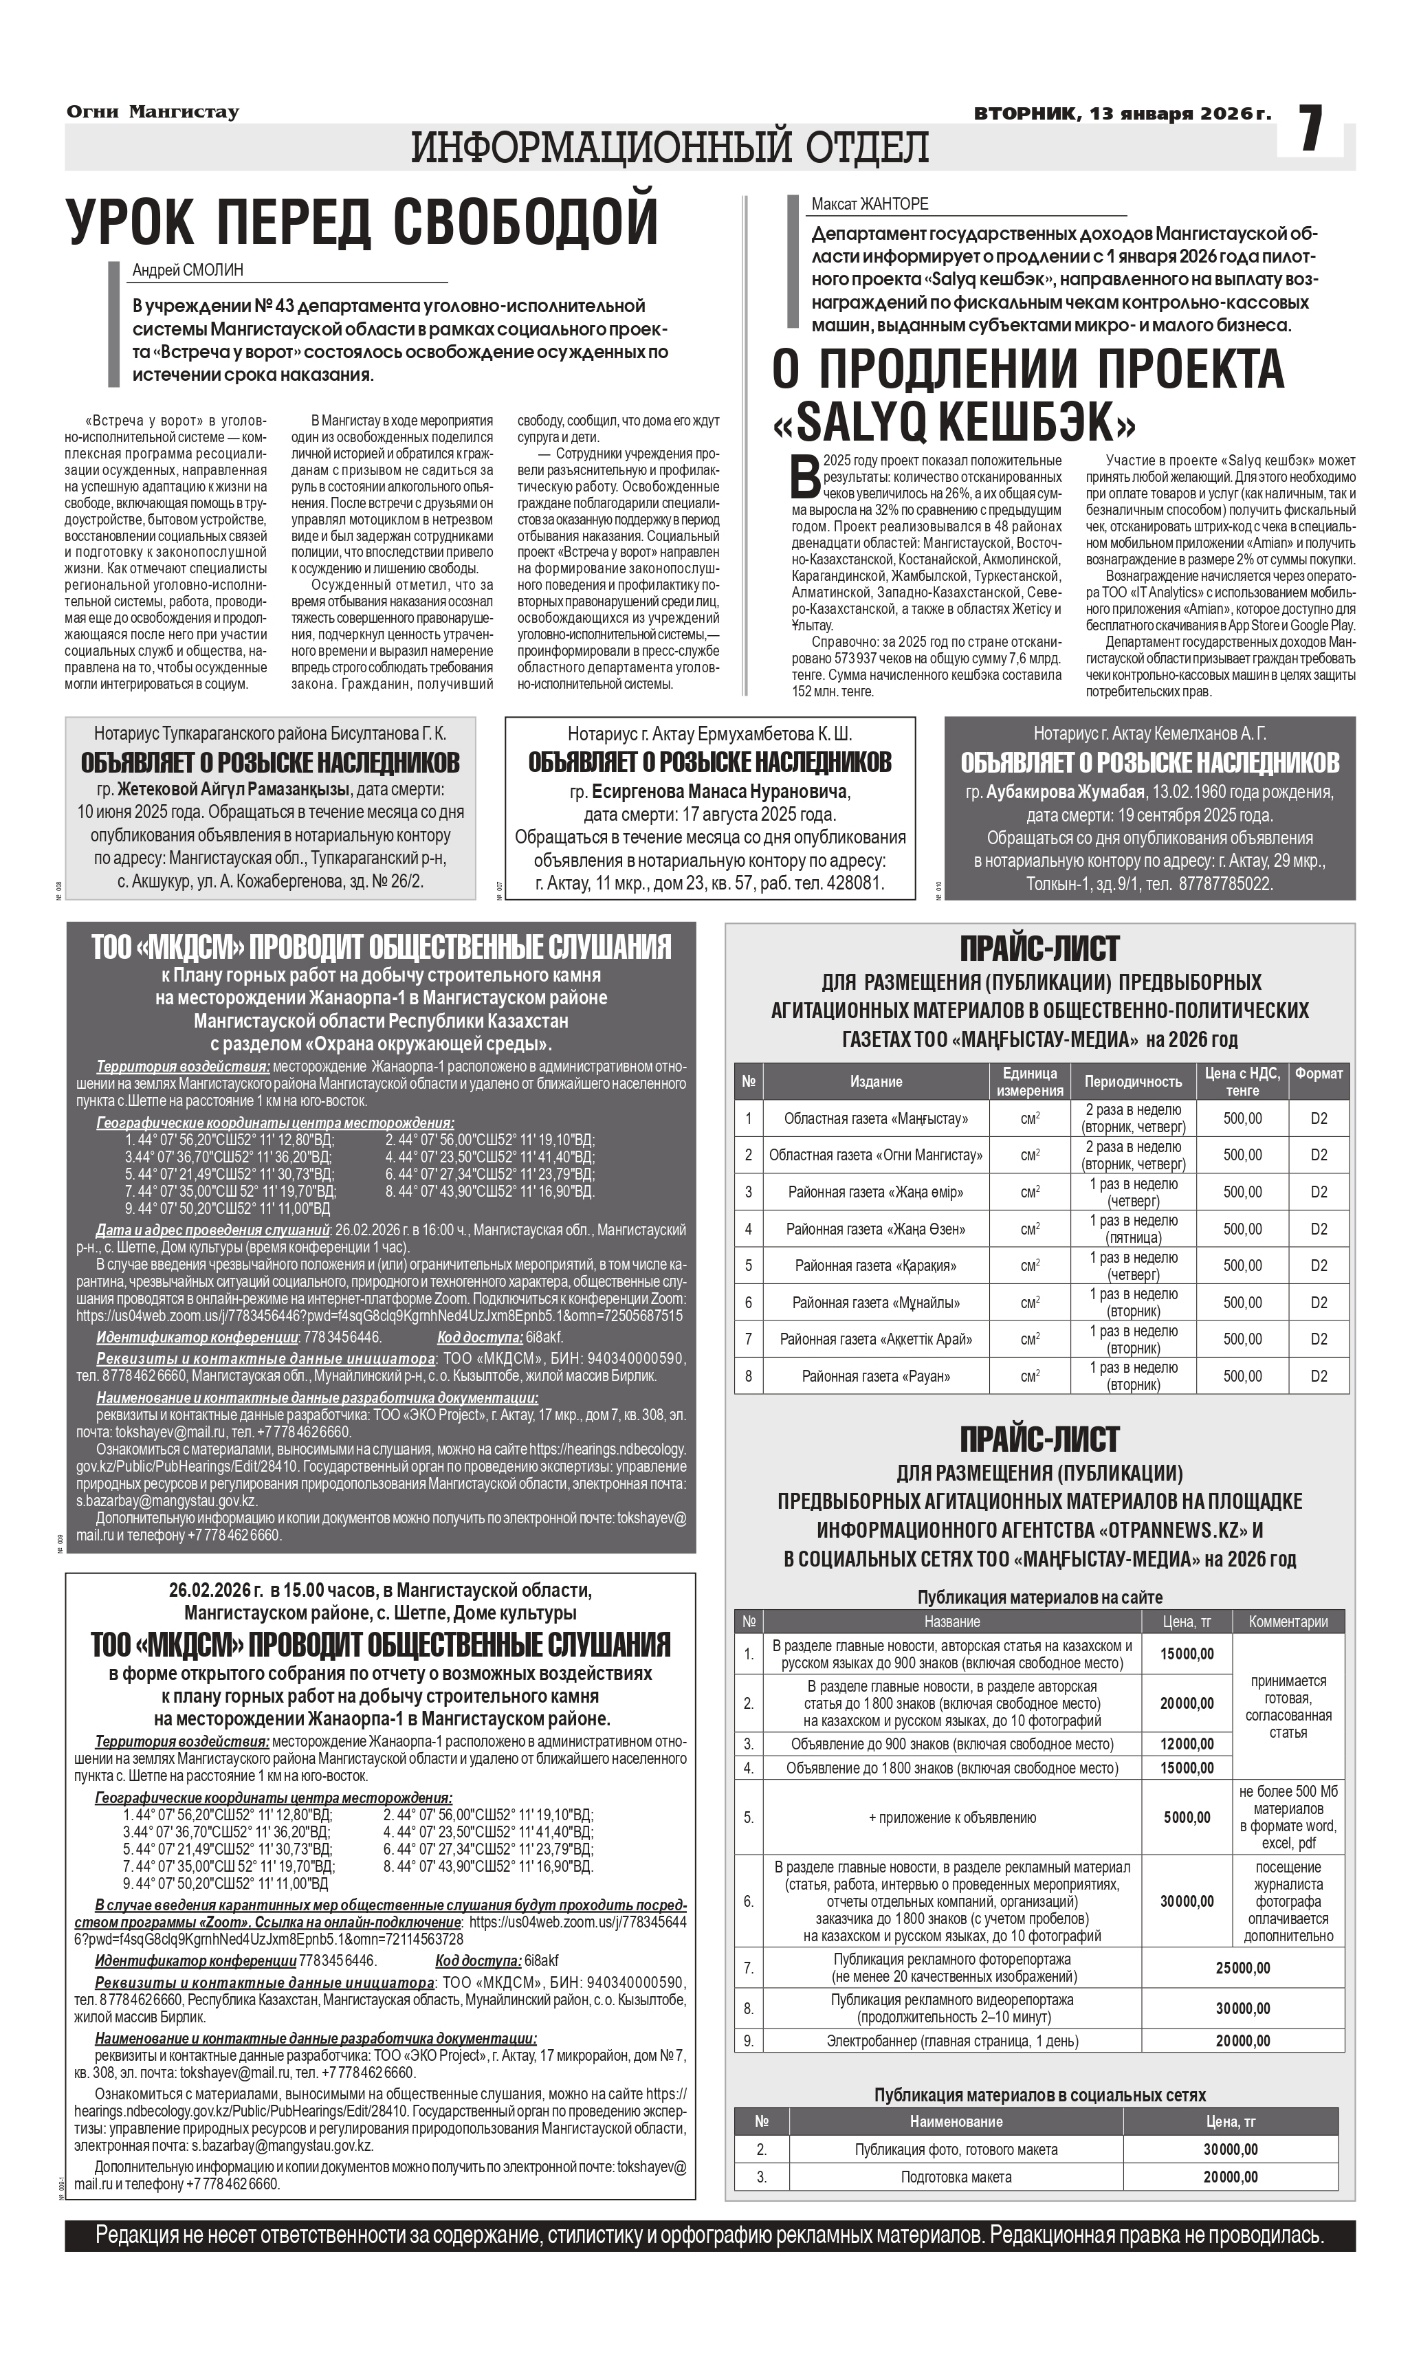 Огни Мангистау
ВТОРНИК, 13 января 2026 г.
7
ИНФОРМАЦИОННЫЙ ОТДЕЛ
УРОК ПЕРЕД СВОБОДОЙ
Андрей СМОЛИН
В учреждении № 43 департамента уголовно-исполнительной
системы Мангистауской области в рамках социального проек-
та «Встреча у ворот» состоялось освобождение осужденных по
истечении срока наказания.
«Встреча у ворот» в уголов-
но-исполнительной системе — ком-
плексная программа ресоциали-
зации осужденных, направленная
на успешную адаптацию к жизни на
свободе, включающая помощь в тру-
доустройстве, бытовом устройстве,
восстановлении социальных связей
и подготовку к законопослушной
жизни. Как отмечают специалисты
региональной уголовно-исполни-
тельной системы, работа, проводи-
мая еще до освобождения и продол-
жающаяся после него при участии
социальных служб и общества, на-
правлена на то, чтобы осужденные
могли интегрироваться в социум.
В Мангистау в ходе мероприятия
один из освобожденных поделился
личной историей и обратился к граж-
данам с призывом не садиться за
руль в состоянии алкогольного опья-
нения. После встречи с друзьями он
управлял мотоциклом в нетрезвом
виде и был задержан сотрудниками
полиции, что впоследствии привело
к осуждению и лишению свободы.
Осужденный отметил, что за
время отбывания наказания осознал
тяжесть совершенного правонаруше-
ния, подчеркнул ценность утрачен-
ного времени и выразил намерение
впредь строго соблюдать требования
закона. Гражданин, получивший
свободу, сообщил, что дома его ждут
супруга и дети.
— Сотрудники учреждения про-
вели разъяснительную и профилак-
тическую работу. Освобожденные
граждане поблагодарили специали-
стов за оказанную поддержку в период
отбывания наказания. Социальный
проект «Встреча у ворот» направлен
на формирование законопослуш-
ного поведения и профилактику по-
вторных правонарушений среди лиц,
освобождающихся из учреждений
уголовно-исполнительной системы,—
проинформировали в пресс-службе
областного департамента уголов-
но-исполнительной системы.
Максат ЖАНТОРЕ
Департамент государственных доходов Мангистауской об-
ласти информирует о продлении с 1 января 2026 года пилот-
ного проекта «Salyq кешбэк», направленного на выплату воз-
награждений по фискальным чекам контрольно-кассовых
машин, выданным субъектами микро- и малого бизнеса.
О ПРОДЛЕНИИ ПРОЕКТА
«SALYQ КЕШБЭК»
В 2025 году проект показал положительные
результаты: количество отсканированных
чеков увеличилось на 26%, а их общая сум-
ма выросла на 32% по сравнению с предыдущим
годом. Проект реализовывался в 48 районах
двенадцати областей: Мангистауской, Восточ-
но-Казахстанской, Костанайской, Акмолинской,
Карагандинской, Жамбылской, Туркестанской,
Алматинской, Западно-Казахстанской, Севе-
ро-Казахстанской, а также в областях Жетісу и
¥лытау.
Справочно: за 2025 год по стране отскани-
ровано 573 937 чеков на общую сумму 7,6 млрд.
тенге. Сумма начисленного кешбэка составила
152 млн. тенге.
Участие в проекте «Salyq кешбэк» может
принять любой желающий. Для этого необходимо
при оплате товаров и услуг (как наличным, так и
безналичным способом) получить фискальный
чек, отсканировать штрих-код с чека в специаль-
ном мобильном приложении «Amian» и получить
вознаграждение в размере 2% от суммы покупки.
Вознаграждение начисляется через операто-
ра ТОО «IT Analytics» с использованием мобиль-
ного приложения «Amian», которое доступно для
бесплатного скачивания в App Store и Google Play.
Департамент государственных доходов Ман-
гистауской области призывает граждан требовать
чеки контрольно-кассовых машин в целях защиты
потребительских прав.
Нотариус Тупкараганского района Бисултанова Г. К.
ОБЪЯВЛЯЕТ О РОЗЫСКЕ НАСЛЕДНИКОВ
гр. Жетековой Айгүл Рамазанқызы, дата смерти:
10 июня 2025 года. Обращаться в течение месяца со дня
опубликования объявления в нотариальную контору
по адресу: Мангистауская обл., Тупкараганский р-н,
с. Акшукур, ул. А. Кожабергенова, зд. № 26/2.
№ 008
Нотариус г. Актау Ермухамбетова К. Ш.
ОБЪЯВЛЯЕТ О РОЗЫСКЕ НАСЛЕДНИКОВ
гр. Есиргенова Манаса Нурановича,
дата смерти: 17 августа 2025 года.
Обращаться в течение месяца со дня опубликования
объявления в нотариальную контору по адресу:
г. Актау, 11 мкр., дом 23, кв. 57, раб. тел. 428081.
№ 007
Нотариус г. Актау Кемелханов А. Г.
ОБЪЯВЛЯЕТ О РОЗЫСКЕ НАСЛЕДНИКОВ
гр. Аубакирова Жумабая, 13.02.1960 года рождения,
дата смерти: 19 сентября 2025 года.
Обращаться со дня опубликования объявления
в нотариальную контору по адресу: г. Актау, 29 мкр.,
Толкын-1, зд. 9/1, тел. 87787785022.
№ 010
ТОО «МКДСМ» ПРОВОДИТ ОБЩЕСТВЕННЫЕ СЛУШАНИЯ
к Плану горных работ на добычу строительного камня
на месторождении Жанаорпа-1 в Мангистауском районе
Мангистауской области Республики Казахстан
с разделом «Охрана окружающей среды».
Территория воздействия: месторождение Жанаорпа-1 расположено в административном отно-
шении на землях Мангистауского района Мангистауской области и удалено от ближайшего населенного
пункта с.Шетпе на расстояние 1 км на юго-восток.
Географические координаты центра месторождения:
1. 44° 07' 56,20"СШ52° 11' 12,80"ВД; 2. 44° 07' 56,00"СШ52° 11' 19,10"ВД;
3.44° 07' 36,70"СШ52° 11' 36,20"ВД; 4. 44° 07' 23,50"СШ52° 11' 41,40"ВД;
5. 44° 07' 21,49"СШ52° 11' 30,73"ВД; 6. 44° 07' 27,34"СШ52° 11' 23,79"ВД;
7. 44° 07' 35,00"СШ 52° 11' 19,70"ВД; 8. 44° 07' 43,90"СШ52° 11' 16,90"ВД.
9. 44° 07' 50,20"СШ52° 11' 11,00"ВД
Дата и адрес проведения слушаний: 26.02.2026 г. в 16:00 ч., Мангистауская обл., Мангистауский
р-н., с. Шетпе, Дом культуры (время конференции 1 час).
В случае введения чрезвычайного положения и (или) ограничительных мероприятий, в том числе ка-
рантина, чрезвычайных ситуаций социального, природного и техногенного характера, общественные слу-
шания проводятся в онлайн-режиме на интернет-платформе Zoom. Подключиться к конференции Zoom:
https://us04web.zoom.us/j/7783456446?pwd=f4sqG8clq9KgrnhNed4UzJxm8Epnb5.1&omn=72505687515
Идентификатор конференции: 778 345 6446. Код доступа: 6i8akf.
Реквизиты и контактные данные инициатора: ТОО «МКДСМ», БИН: 940340000590,
тел. 8 778 462 6660, Мангистауская обл., Мунайлинский р-н, с. о. Кызылтобе, жилой массив Бирлик.
Наименование и контактные данные разработчика документации:
реквизиты и контактные данные разработчика: ТОО «ЭКО Project», г. Актау, 17 мкр., дом 7, кв. 308, эл.
почта: tokshayev@mail.ru, тел. +7 778 462 6660.
Ознакомиться с материалами, выносимыми на слушания, можно на сайте https://hearings.ndbecology.
gov.kz/Public/PubHearings/Edit/28410. Государственный орган по проведению экспертизы: управление
природных ресурсов и регулирования природопользования Мангистауской области, электронная почта:
s.bazarbay@mangystau.gov.kz.
Дополнительную информацию и копии документов можно получить по электронной почте: tokshayev@
mail.ru и телефону +7 778 462 6660.
№ 009
26.02.2026 г. в 15.00 часов, в Мангистауской области,
Мангистауском районе, с. Шетпе, Доме культуры
ТОО «МКДСМ» ПРОВОДИТ ОБЩЕСТВЕННЫЕ СЛУШАНИЯ
в форме открытого собрания по отчету о возможных воздействиях
к плану горных работ на добычу строительного камня
на месторождении Жанаорпа-1 в Мангистауском районе.
Территория воздействия: месторождение Жанаорпа-1 расположено в административном отно-
шении на землях Мангистауского района Мангистауской области и удалено от ближайшего населенного
пункта с. Шетпе на расстояние 1 км на юго-восток.
Географические координаты центра месторождения:
1. 44° 07' 56,20"СШ52° 11' 12,80"ВД; 2. 44° 07' 56,00"СШ52° 11' 19,10"ВД;
3.44° 07' 36,70"СШ52° 11' 36,20"ВД; 4. 44° 07' 23,50"СШ52° 11' 41,40"ВД;
5. 44° 07' 21,49"СШ52° 11' 30,73"ВД; 6. 44° 07' 27,34"СШ52° 11' 23,79"ВД;
7. 44° 07' 35,00"СШ 52° 11' 19,70"ВД; 8. 44° 07' 43,90"СШ52° 11' 16,90"ВД.
9. 44° 07' 50,20"СШ52° 11' 11,00"ВД
В случае введения карантинных мер общественные слушания будут проходить посред-
ством программы «Zoom». Ссылка на онлайн-подключение: https://us04web.zoom.us/j/778345644
6?pwd=f4sqG8clq9KgrnhNed4UzJxm8Epnb5.1&omn=72114563728
Идентификатор конференции 778 345 6446. Код доступа: 6i8akf
Реквизиты и контактные данные инициатора: ТОО «МКДСМ», БИН: 940340000590,
тел. 8 778 462 6660, Республика Казахстан, Мангистауская область, Мунайлинский район, с. о. Кызылтобе,
жилой массив Бирлик.
Наименование и контактные данные разработчика документации:
реквизиты и контактные данные разработчика: ТОО «ЭКО Project», г. Актау, 17 микрорайон, дом № 7,
кв. 308, эл. почта: tokshayev@mail.ru, тел. +7 778 462 6660.
Ознакомиться с материалами, выносимыми на общественные слушания, можно на сайте https://
hearings.ndbecology.gov.kz/Public/PubHearings/Edit/28410. Государственный орган по проведению экспер-
тизы: управление природных ресурсов и регулирования природопользования Мангистауской области,
электронная почта: s.bazarbay@mangystau.gov.kz.
Дополнительную информацию и копии документов можно получить по электронной почте: tokshayev@
mail.ru и телефону +7 778 462 6660.
№ 009-1
ПРАЙС-ЛИСТ
ДЛЯ РАЗМЕЩЕНИЯ (ПУБЛИКАЦИИ) ПРЕДВЫБОРНЫХ
АГИТАЦИОННЫХ МАТЕРИАЛОВ В ОБЩЕСТВЕННО-ПОЛИТИЧЕСКИХ
ГАЗЕТАХ ТОО «МАҢҒЫСТАУ-МЕДИА» на 2026 год
№ Издание Единица измерения Периодичность Цена с НДС, тенге Формат
1 Областная газета «Маңғыстау» см² 2 раза в неделю (вторник, четверг) 500,00 D2
2 Областная газета «Огни Мангистау» см² 2 раза в неделю (вторник, четверг) 500,00 D2
3 Районная газета «Жаңа өмір» см² 1 раз в неделю (четверг) 500,00 D2
4 Районная газета «Жаңа Өзен» см² 1 раз в неделю (пятница) 500,00 D2
5 Районная газета «Қарақия» см² 1 раз в неделю (четверг) 500,00 D2
6 Районная газета «Мұнайлы» см² 1 раз в неделю (вторник) 500,00 D2
7 Районная газета «Ақкеттік Арай» см² 1 раз в неделю (вторник) 500,00 D2
8 Районная газета «Рауан» см² 1 раз в неделю (вторник) 500,00 D2
ПРАЙС-ЛИСТ
ДЛЯ РАЗМЕЩЕНИЯ (ПУБЛИКАЦИИ)
ПРЕДВЫБОРНЫХ АГИТАЦИОННЫХ МАТЕРИАЛОВ НА ПЛОЩАДКЕ
ИНФОРМАЦИОННОГО АГЕНТСТВА «OTPANNEWS.KZ» И
В СОЦИАЛЬНЫХ СЕТЯХ ТОО «МАҢҒЫСТАУ-МЕДИА» на 2026 год
Публикация материалов на сайте
№ Название Цена, тг Комментарии
1. В разделе главные новости, авторская статья на казахском и
русском языках до 900 знаков (включая свободное место) 15 000,00
2. В разделе главные новости, в разделе авторская
статья до 1 800 знаков (включая свободное место)
на казахском и русском языках, до 10 фотографий 20 000,00
принимается
готовая,
согласованная
статья
3. Объявление до 900 знаков (включая свободное место) 12 000,00
4. Объявление до 1 800 знаков (включая свободное место) 15 000,00
5. + приложение к объявлению 5 000,00
не более 500 Мб
материалов
в формате word,
excel, pdf
6. В разделе главные новости, в разделе рекламный материал
(статья, работа, интервью о проведенных мероприятиях,
отчеты отдельных компаний, организаций)
заказчика до 1 800 знаков (с учетом пробелов)
на казахском и русском языках, до 10 фотографий 30 000,00
посещение
журналиста
фотографа
оплачивается
дополнительно
7. Публикация рекламного фоторепортажа
(не менее 20 качественных изображений) 25 000,00
8. Публикация рекламного видеорепортажа
(продолжительность 2–10 минут) 30 000,00
9. Электробаннер (главная страница, 1 день) 20 000,00
Публикация материалов в социальных сетях
№ Наименование Цена, тг
2. Публикация фото, готового макета 30 000,00
3. Подготовка макета 20 000,00
Редакция не несет ответственности за содержание, стилистику и орфографию рекламных материалов. Редакционная правка не проводилась.